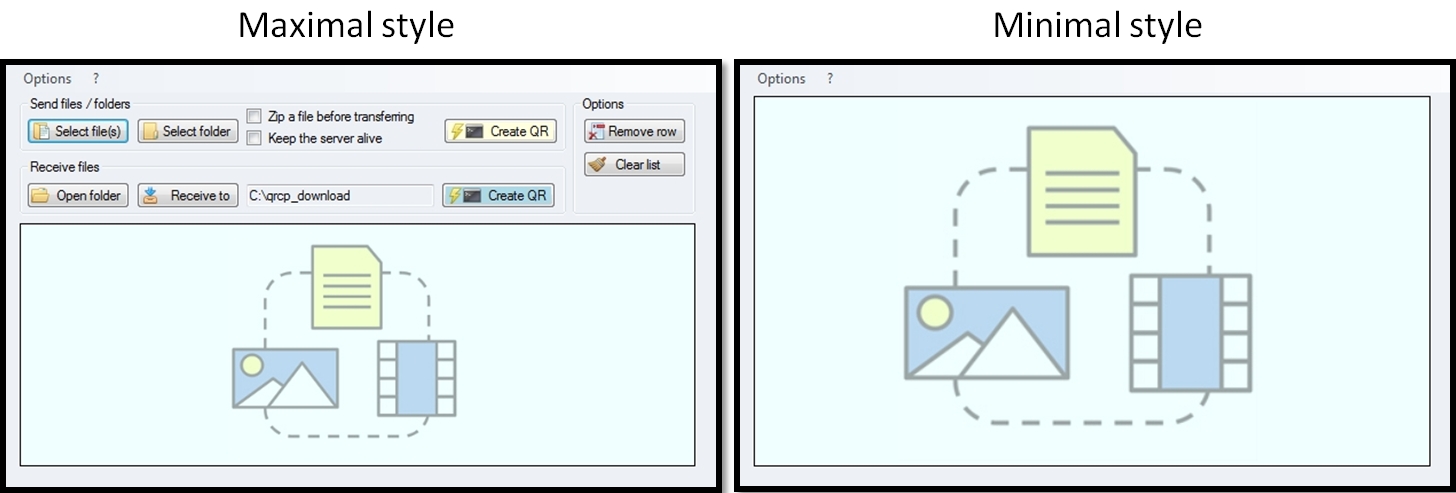 Maximal style
Minimal style
Options ?
Send files / folders
Select file(s) Select folder
Zip a file before transferring
Keep the server alive
Create QR
Receive files
Open folder Receive to C:\qrcp_download Create QR
Options
Remove row
Clear list
Options ?